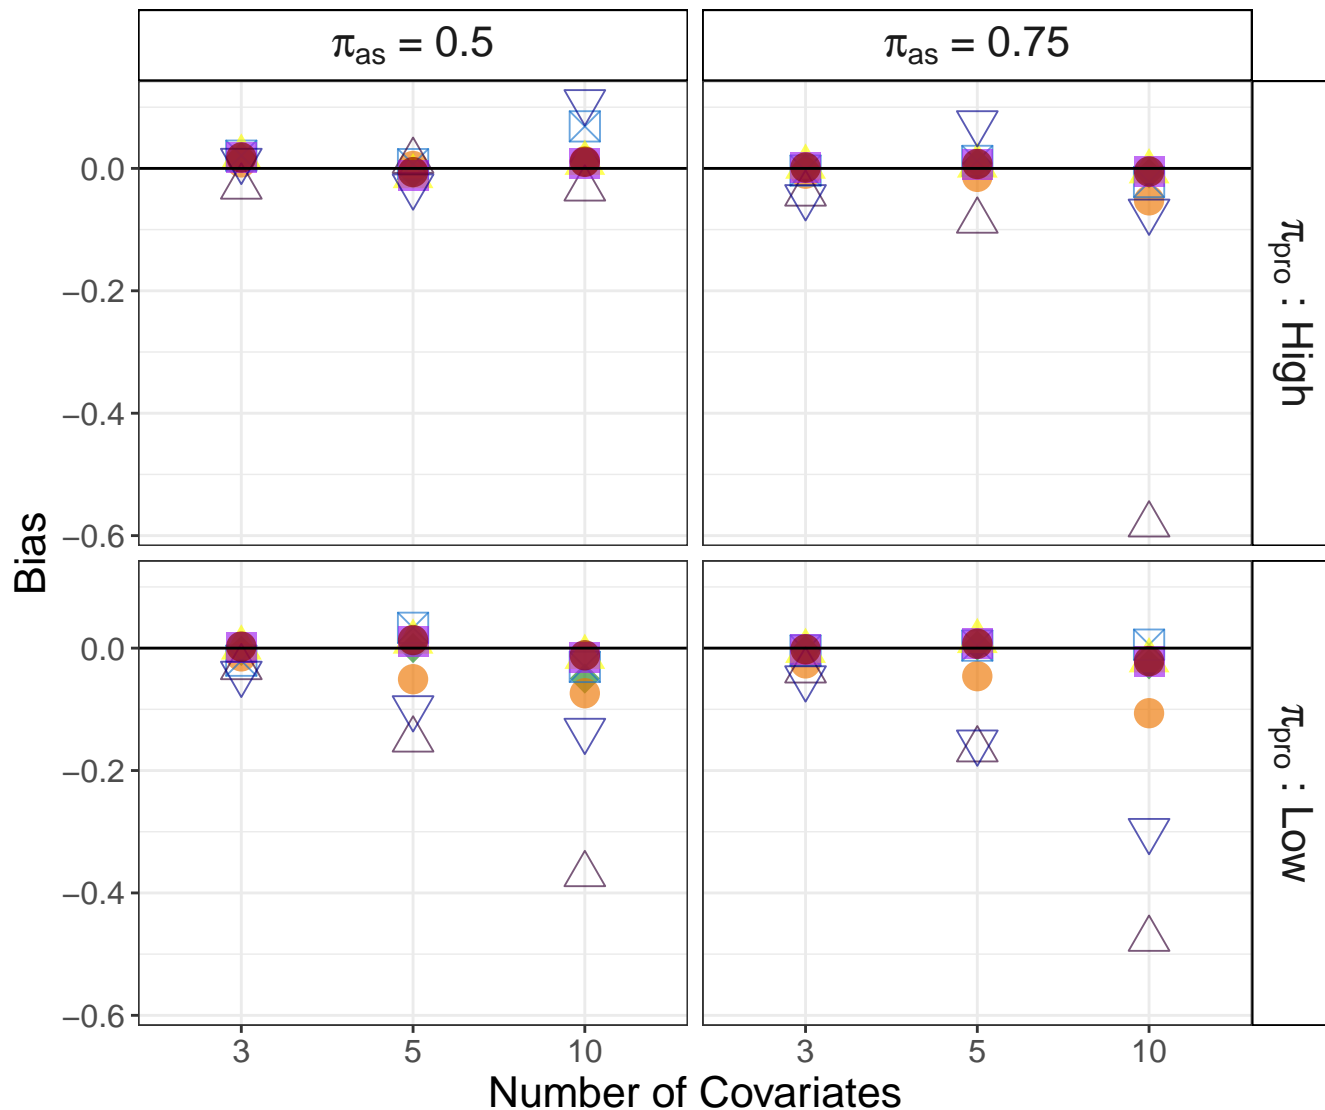 π_as = 0.5
π_as = 0.75
0.0
−0.2
−0.4
−0.6
π_pro : High
Bias
0.0
−0.2
−0.4
−0.6
π_pro : Low
3 5 10
3 5 10
Number of Covariates